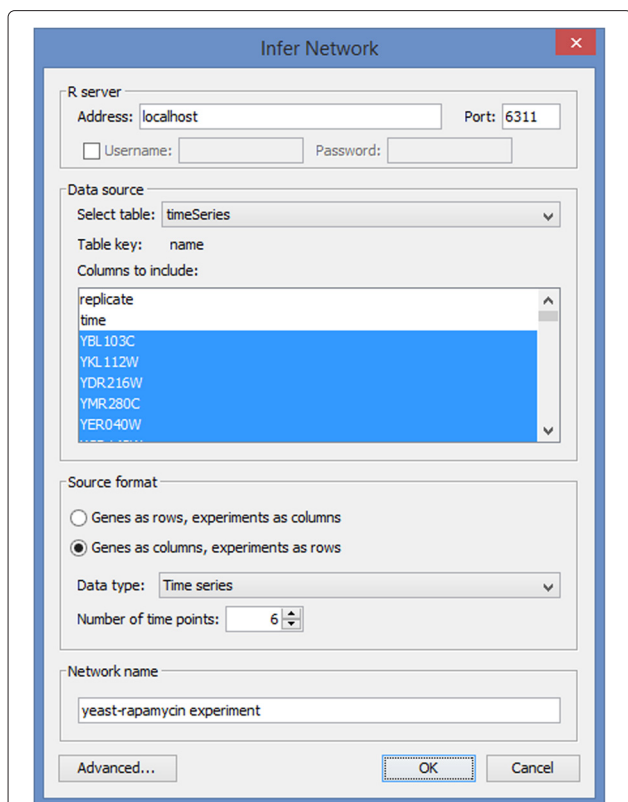 Infer Network
R server
Address: localhost Port: 6311
Username: Password:
Data source
Select table: timeSeries
Table key: name
Columns to include:
replicate
time
YBL103C
YKL112W
YDR216W
YMR280C
YER040W
Source format
Genes as rows, experiments as columns
Genes as columns, experiments as rows
Data type: Time series
Number of time points: 6
Network name
yeast-rapamycin experiment
Advanced... OK Cancel